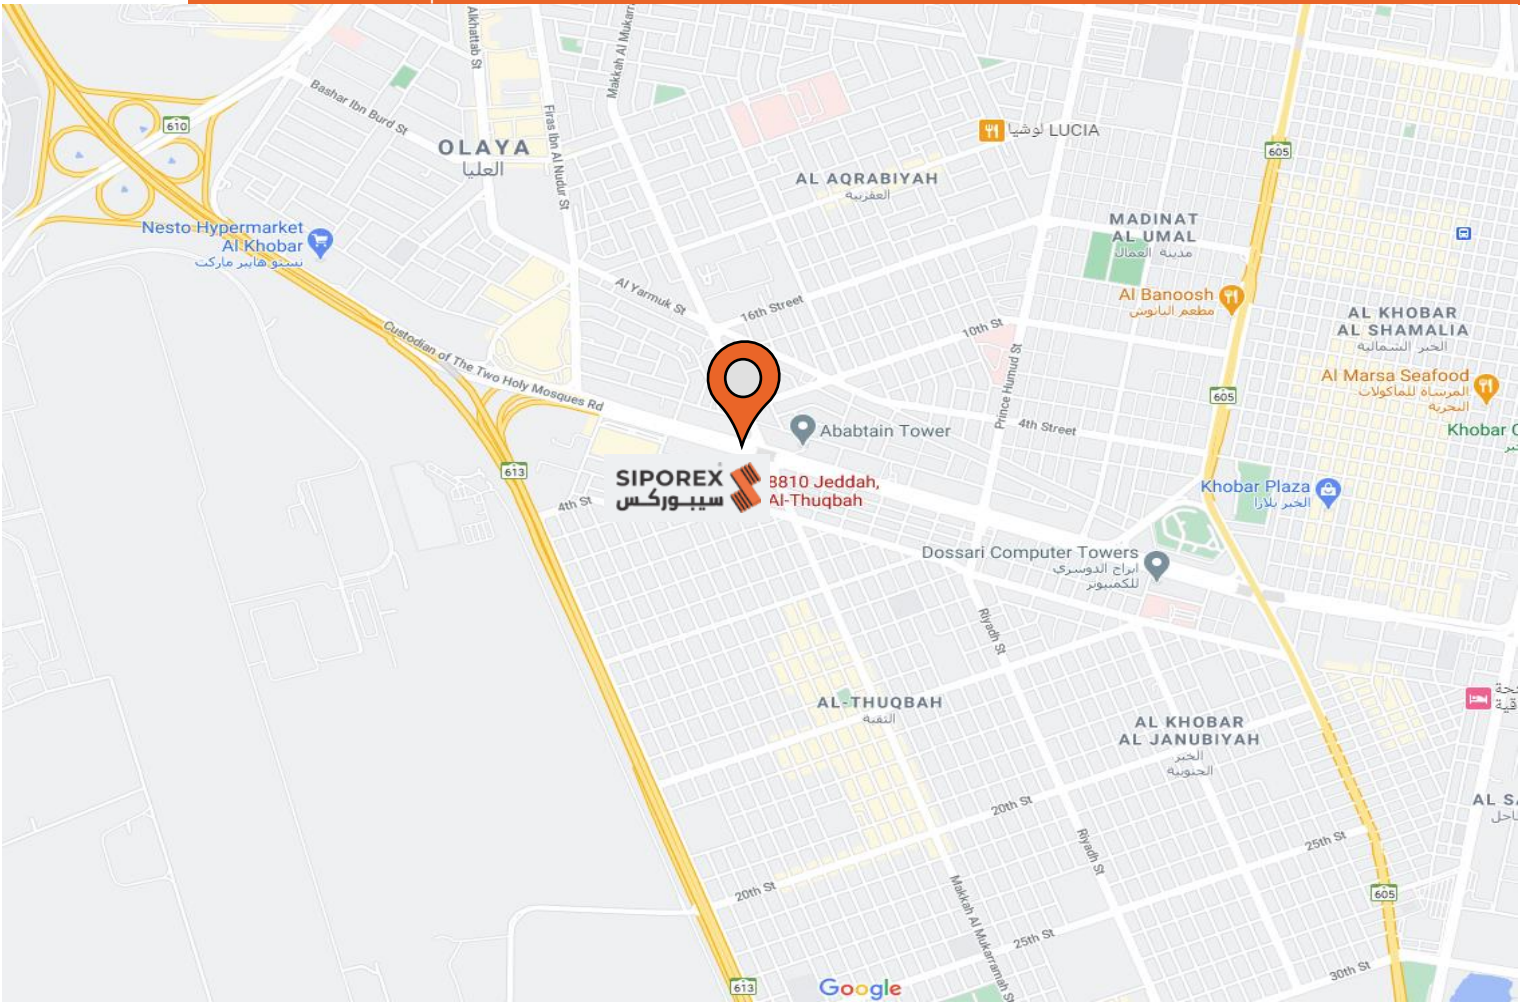 Alkhattab St
Makkah Al Mukarr
Bashar Ibn Burd St
Firas Ibn Al Nudur St
610
OLAYA
العليا
لوشيا LUCIA
605
AL AQRABIYAH
العقربية
MADINAT
AL UMAL
مدينة العمال
Nesto Hypermarket
Al Khobar
نستو هايبر ماركت
Al Yarmuk St
16th Street
10th St
Al Banoosh
مطعم البانوش
AL KHOBAR
AL SHAMALIA
الخبر الشمالية
Custodian of The Two Holy Mosques Rd
Prince Humud St
Al Marsa Seafood
المرساة للماكولات
البحرية
605
4th Street
Ababtain Tower
Khobar
613
SIPOREX
سيبوركس
8810 Jeddah,
Al-Thuqbah
4th St
Khobar Plaza
الخبر بلازا
Dossari Computer Towers
ابراج الدوسري
للكمبيوتر
Riyadh St
AL-THUQBAH
الثقبة
AL KHOBAR
AL JANUBIYAH
الخبر
الجنوبية
20th St
AL S
25th St
Riyadh St
20th St
Makkah Al Mukarramah S
605
25th St
30th St
613
Google